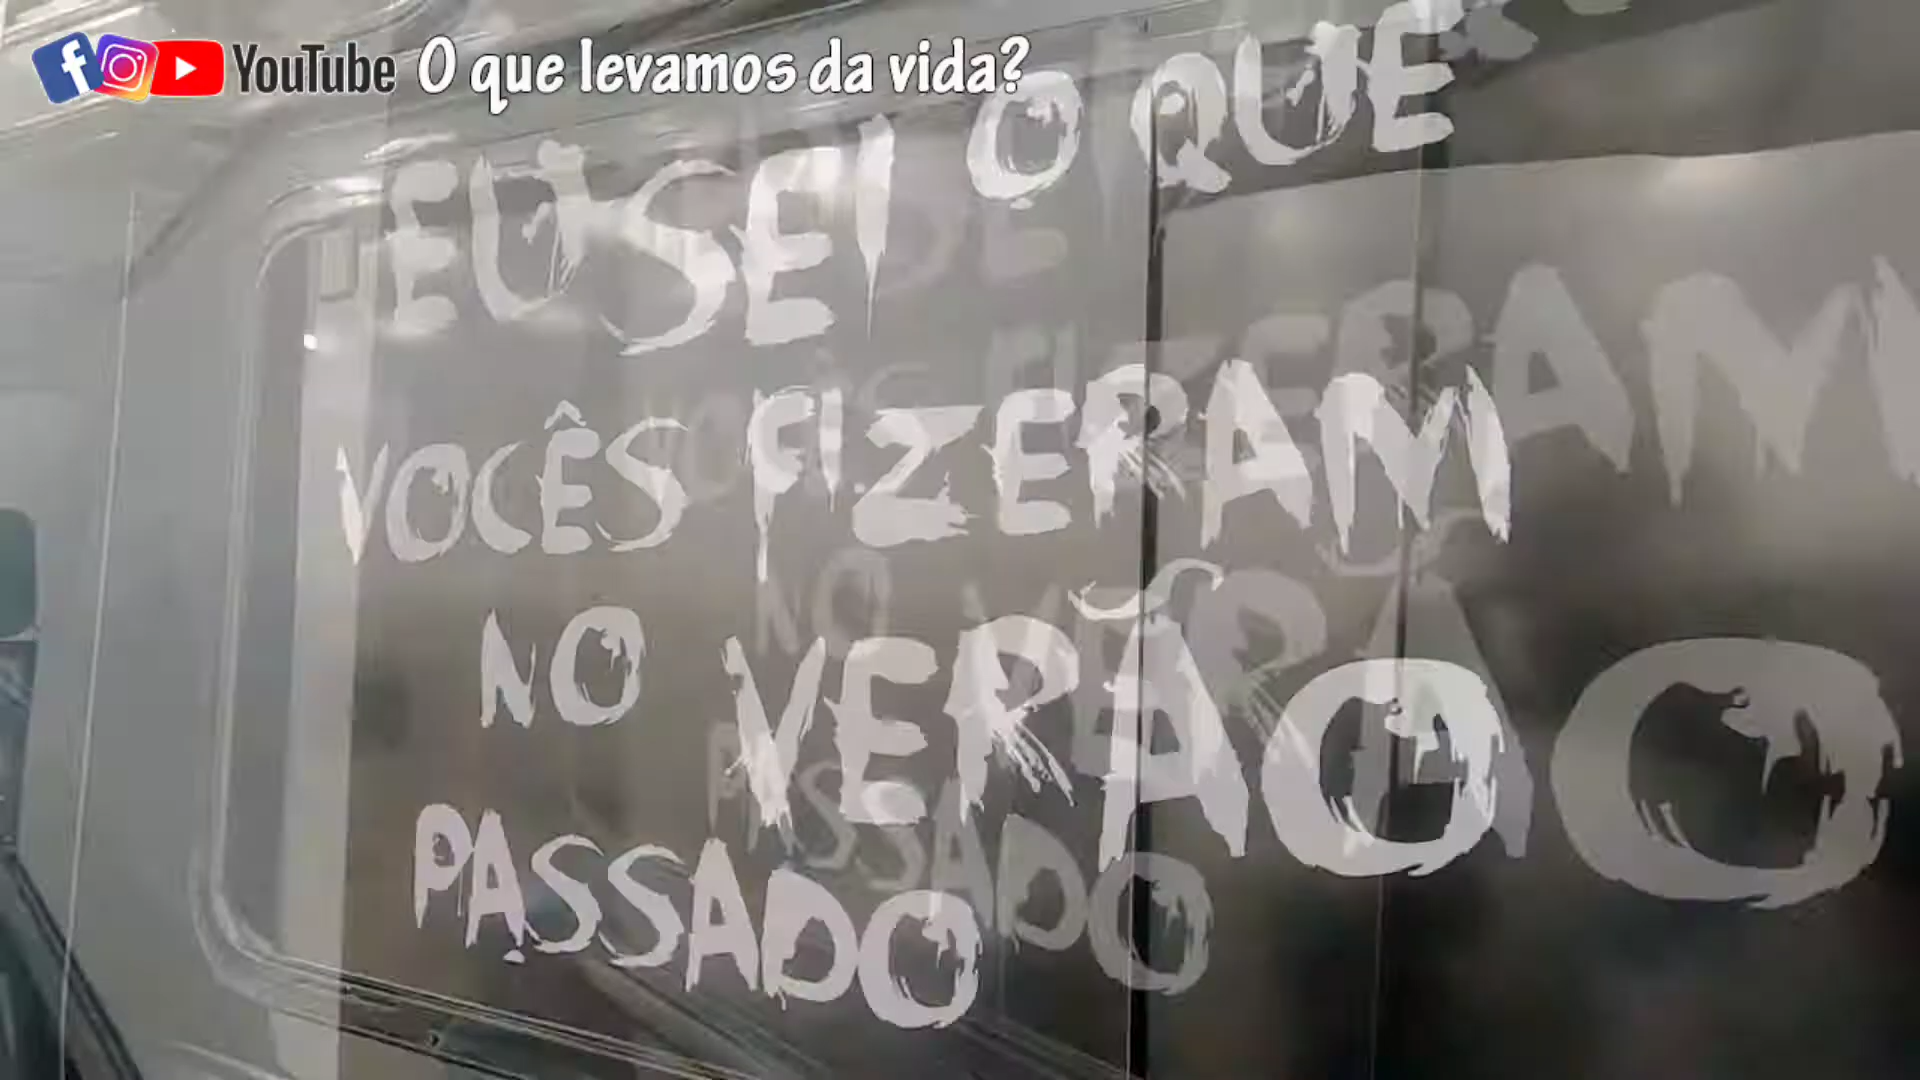 YouTube O que levamos da vida?
EU SEI O QUE
VOCÊS FIZERAM
NO VERÃO
PASSADO